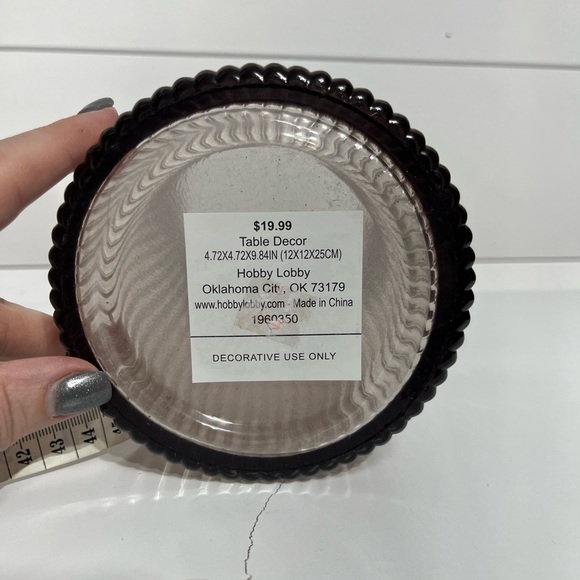 $19.99
Table Decor
4.72X4.72X9.84IN (12X12X25CM)
Hobby Lobby
Oklahoma City, OK 73179
www.hobbylobby.com - Made in China
1960350
DECORATIVE USE ONLY
42
43
44